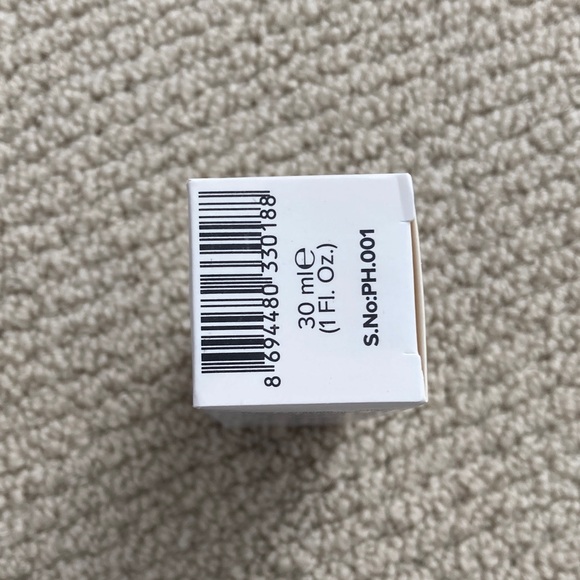 8 694480 330188
30 ml℮
(1 Fl. Oz.)
S.No:PH.001